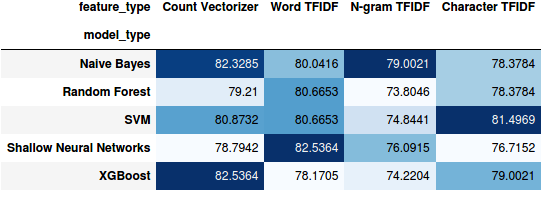 feature_type Count Vectorizer Word TFIDF N-gram TFIDF Character TFIDF
model_type
Naive Bayes 82.3285 80.0416 79.0021 78.3784
Random Forest 79.21 80.6653 73.8046 78.3784
SVM 80.8732 80.6653 74.8441 81.4969
Shallow Neural Networks 78.7942 82.5364 76.0915 76.7152
XGBoost 82.5364 78.1705 74.2204 79.0021